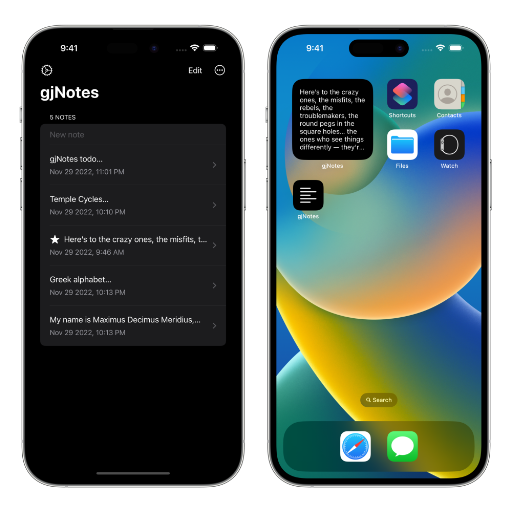 9:41
Edit
gjNotes
5 NOTES
New note
gjNotes todo...
Nov 29 2022, 11:01 PM
Temple Cycles...
Nov 29 2022, 10:10 PM
Here's to the crazy ones, the misfits, t...
Nov 29 2022, 9:46 AM
Greek alphabet...
Nov 29 2022, 10:13 PM
My name is Maximus Decimus Meridius,...
Nov 29 2022, 10:13 PM
9:41
Here's to the crazy
ones, the misfits, the
rebels, the
troublemakers, the
round pegs in the
square holes... the
ones who see things
differently — they'r...
gjNotes
Shortcuts
Contacts
Files
Watch
gjNotes
Search